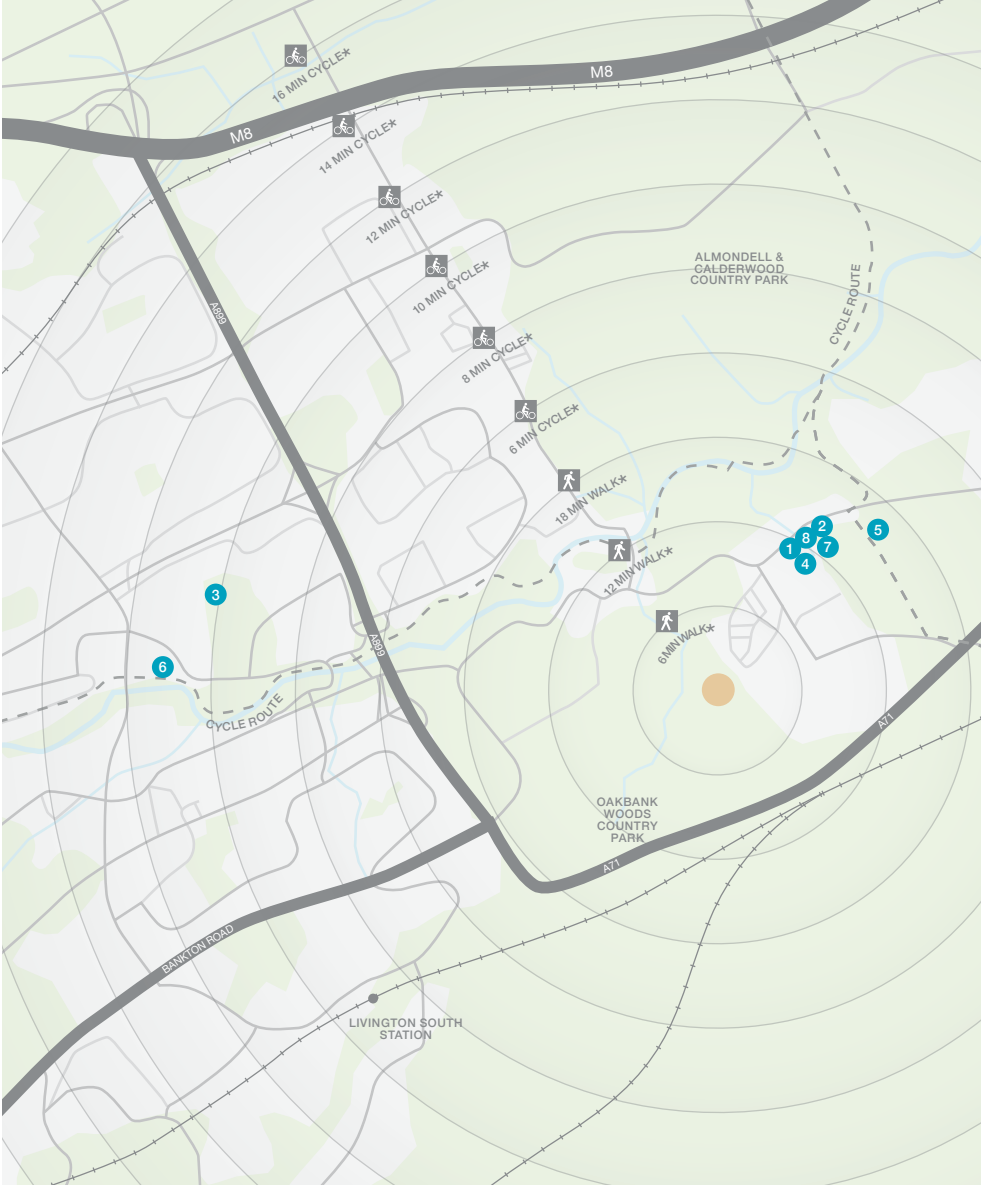 16 MIN CYCLE*
M8
M8
14 MIN CYCLE*
12 MIN CYCLE*
10 MIN CYCLE*
ALMONDELL &
CALDERWOOD
COUNTRY PARK
CYCLE ROUTE
A899
8 MIN CYCLE*
6 MIN CYCLE*
18 MIN WALK*
12 MIN WALK*
2
8
5
1
7
4
3
6 MIN WALK*
A899
6
CYCLE ROUTE
A71
OAKBANK
WOODS
COUNTRY
PARK
A71
BANKTON ROAD
LIVINGTON SOUTH
STATION